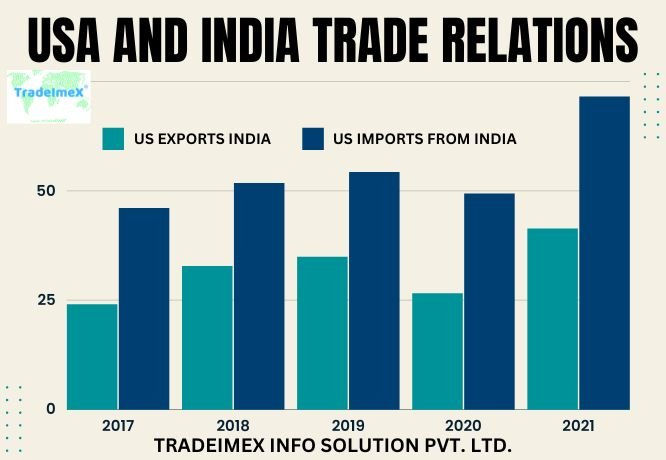 USA AND INDIA TRADE RELATIONS
TradeImeX®
US EXPORTS INDIA
US IMPORTS FROM INDIA
50
25
0
2017 2018 2019 2020 2021
TRADEIMEX INFO SOLUTION PVT. LTD.